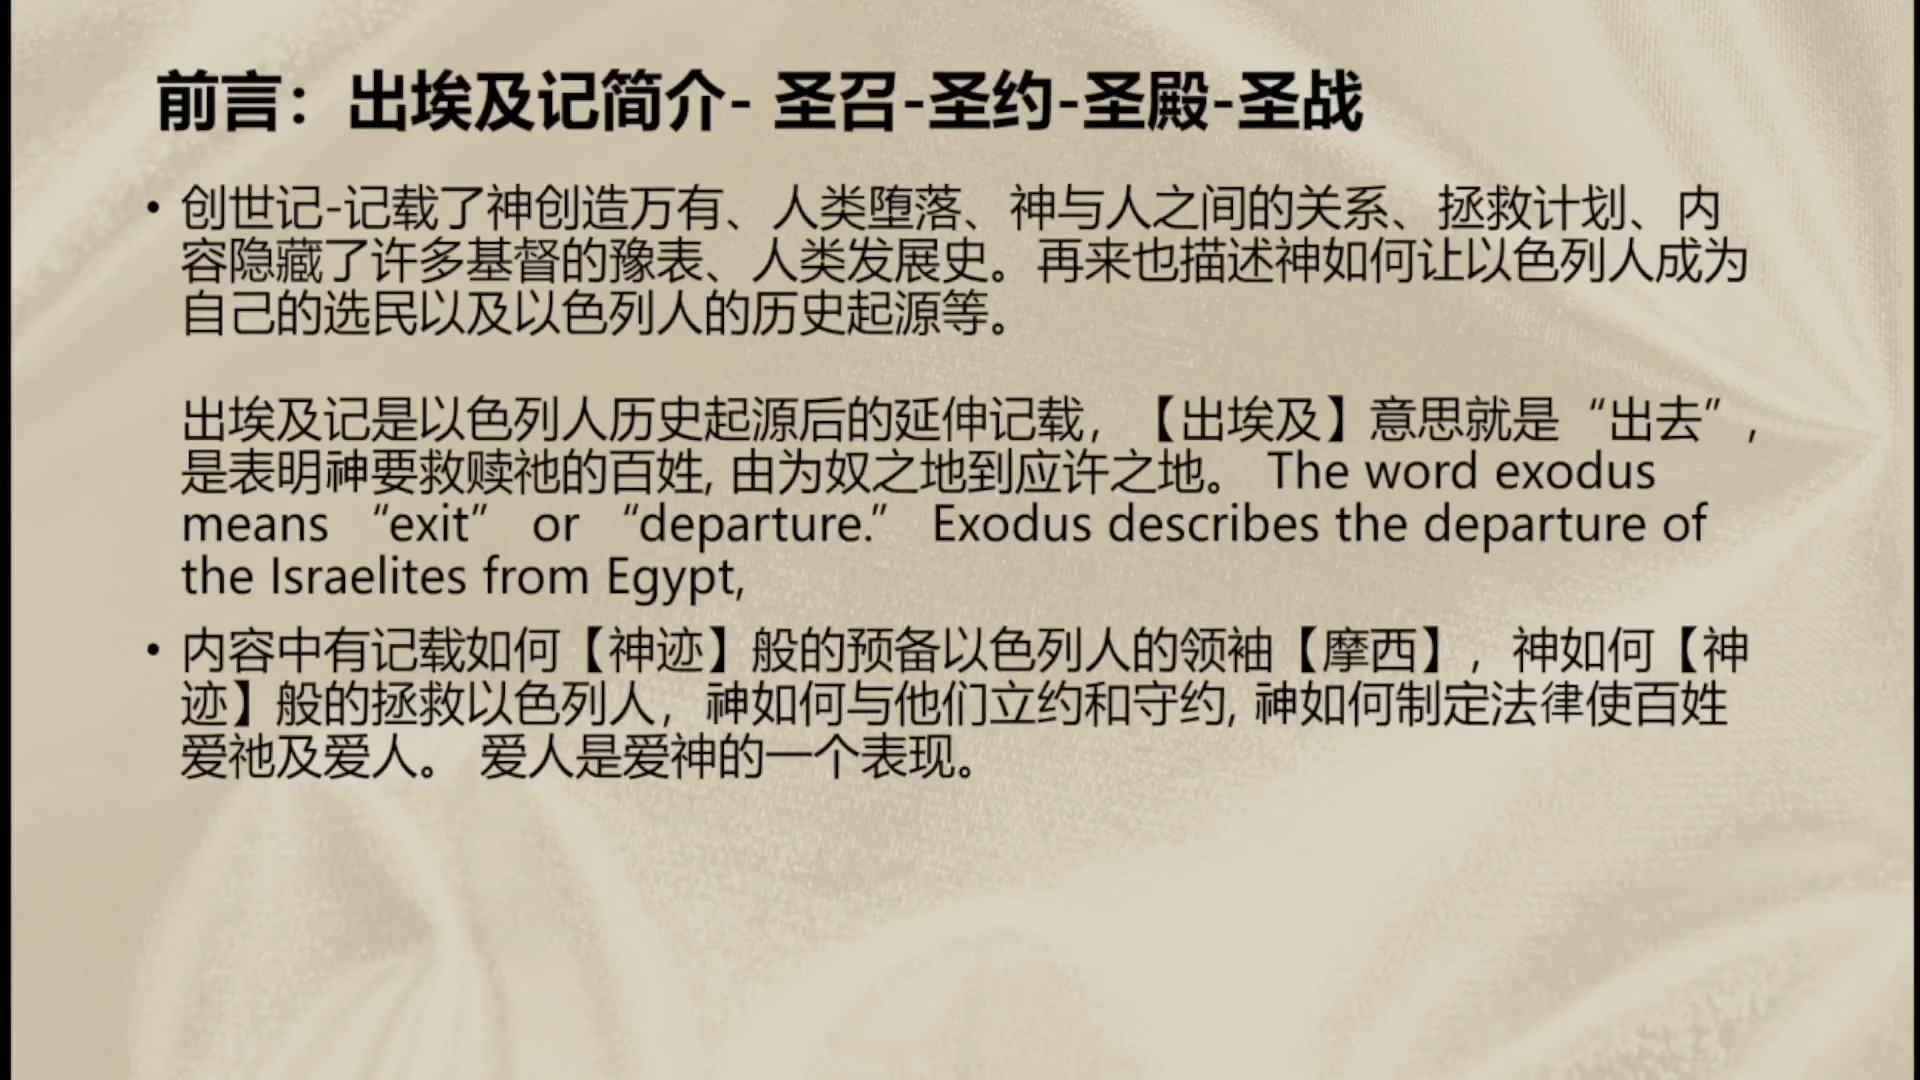 前言：出埃及记简介- 圣召-圣约-圣殿-圣战
• 创世记-记载了神创造万有、人类堕落、神与人之间的关系、拯救计划、内
容隐藏了许多基督的豫表、人类发展史。再来也描述神如何让以色列人成为
自己的选民以及以色列人的历史起源等。
出埃及记是以色列人历史起源后的延伸记载，【出埃及】意思就是“出去”，
是表明神要救赎祂的百姓, 由为奴之地到应许之地。 The word exodus
means “exit” or “departure.” Exodus describes the departure of
the Israelites from Egypt,
• 内容中有记载如何【神迹】般的预备以色列人的领袖【摩西】，神如何【神
迹】般的拯救以色列人，神如何与他们立约和守约, 神如何制定法律使百姓
爱祂及爱人。 爱人是爱神的一个表现。